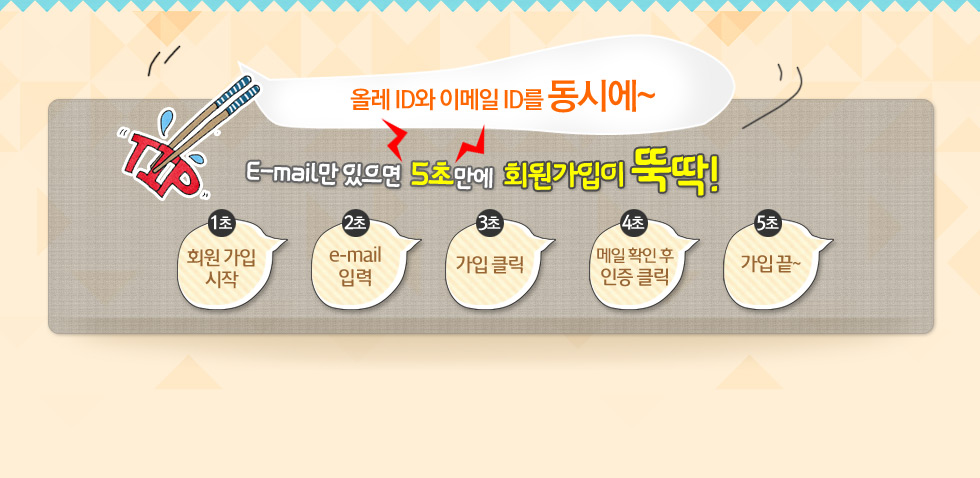 올레 ID와 이메일 ID를 동시에~
TIP
E-mail만 있으면 5초만에 회원가입이 뚝딱!
1초
회원 가입
시작
2초
e-mail
입력
3초
가입 클릭
4초
메일 확인 후
인증 클릭
5초
가입 끝~